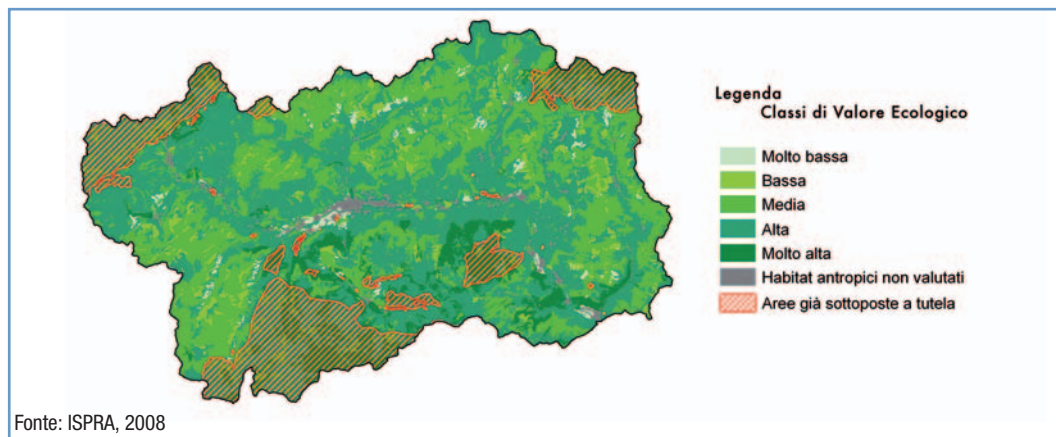 Legenda
Classi di Valore Ecologico
Molto bassa
Bassa
Media
Alta
Molto alta
Habitat antropici non valutati
Aree già sottoposte a tutela
Fonte: ISPRA, 2008